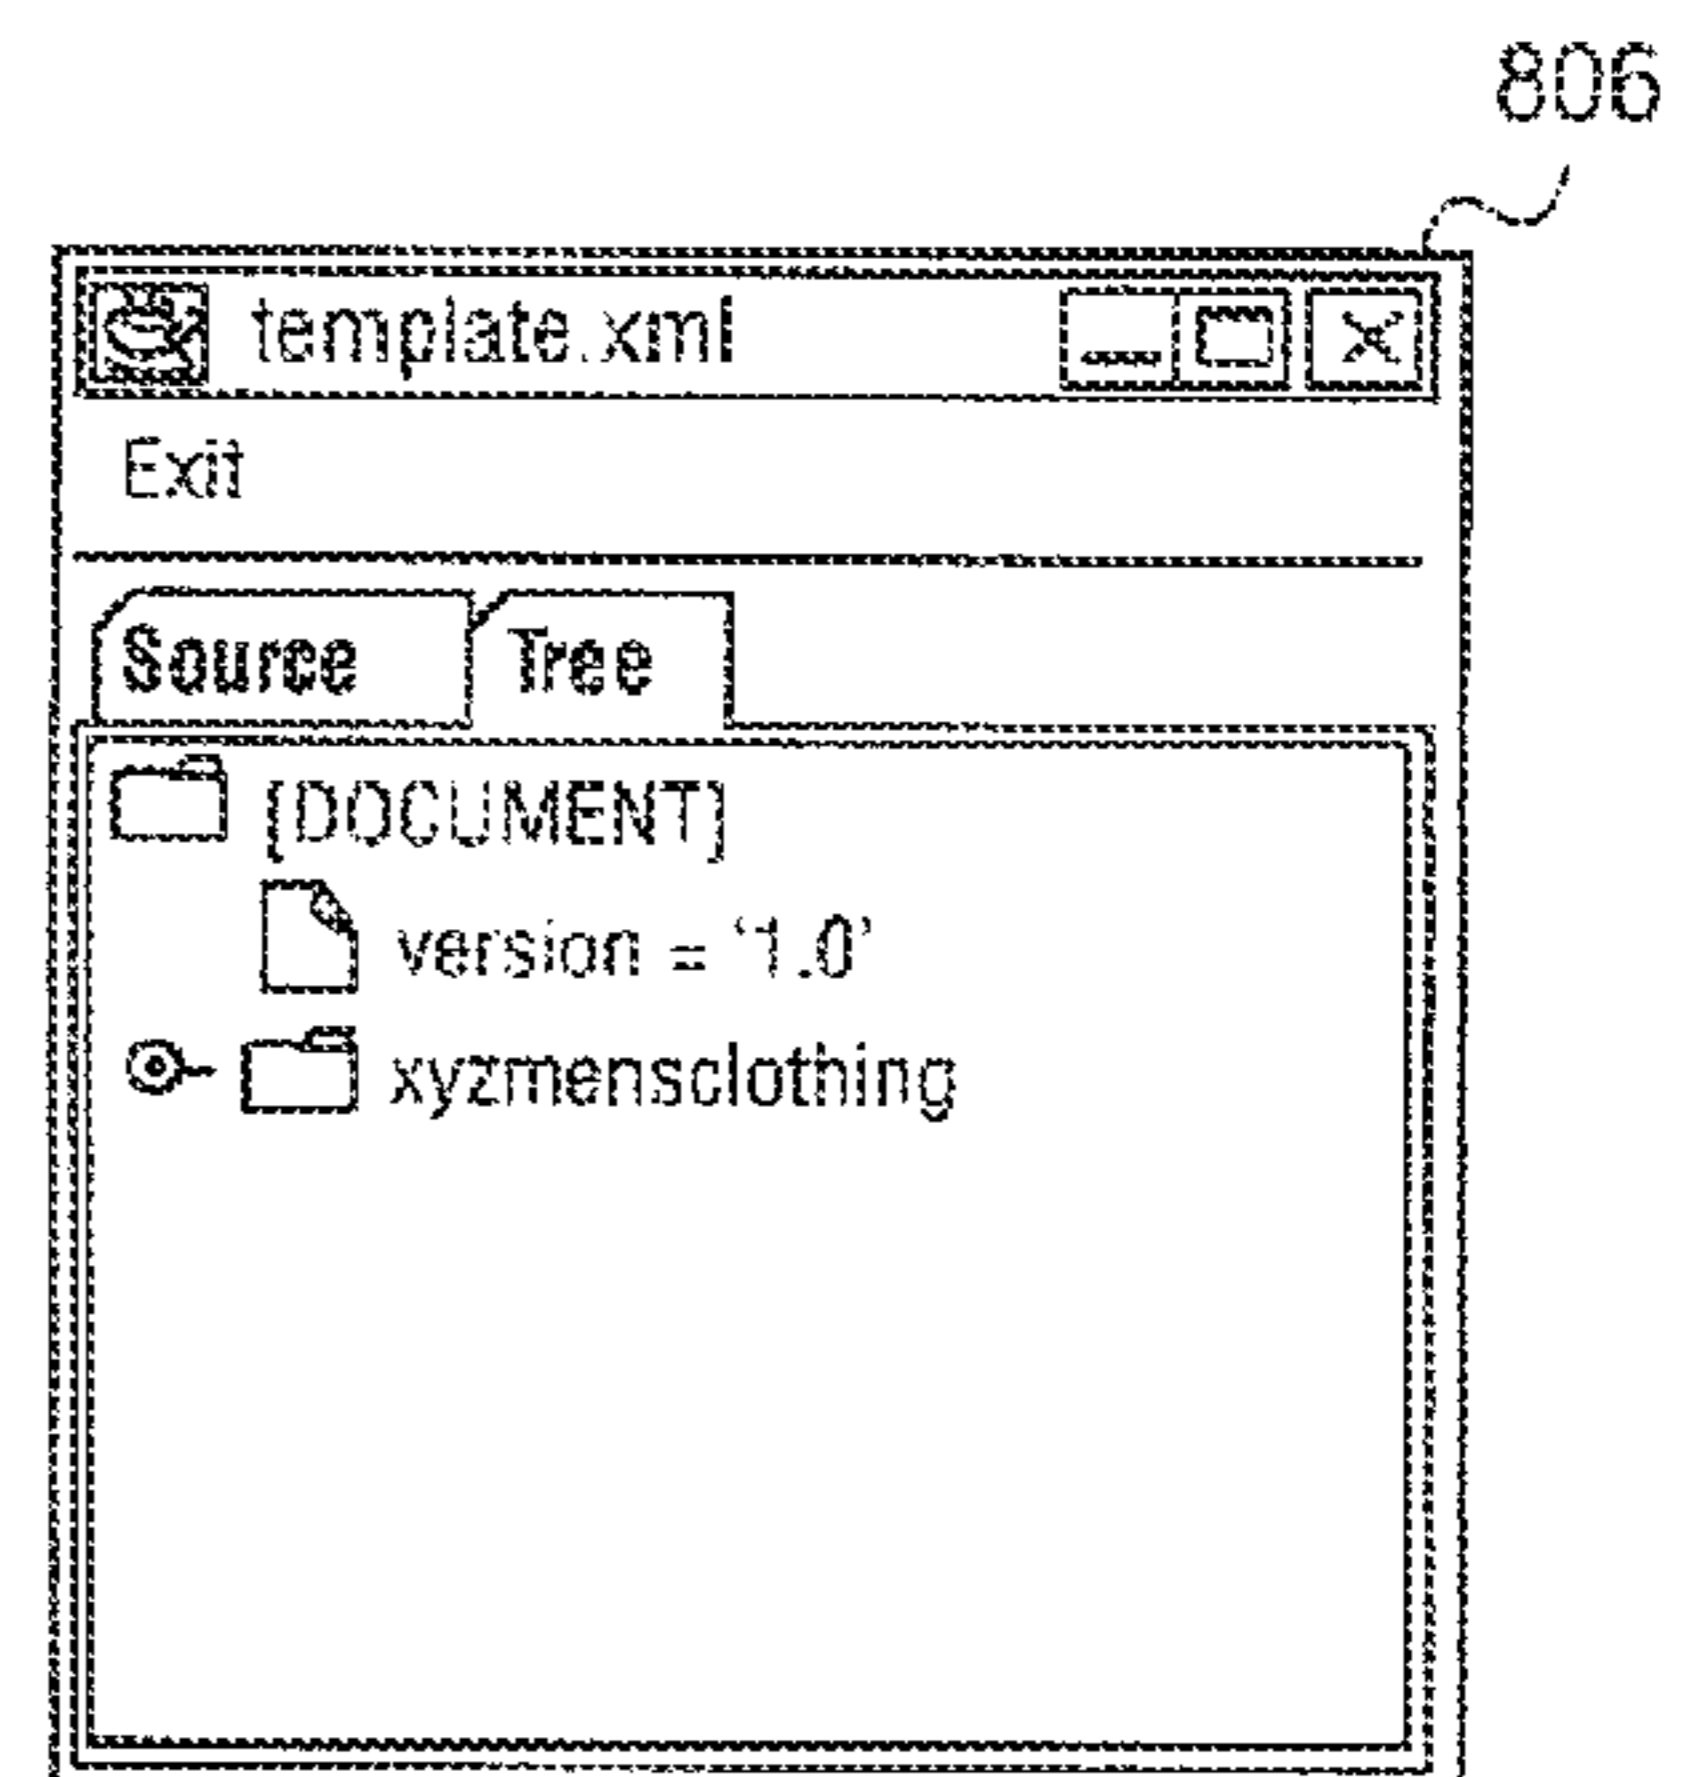 806
template.xml
Exit
Source Tree
[DOCUMENT]
version = ‘1.0’
xyzmensclothing